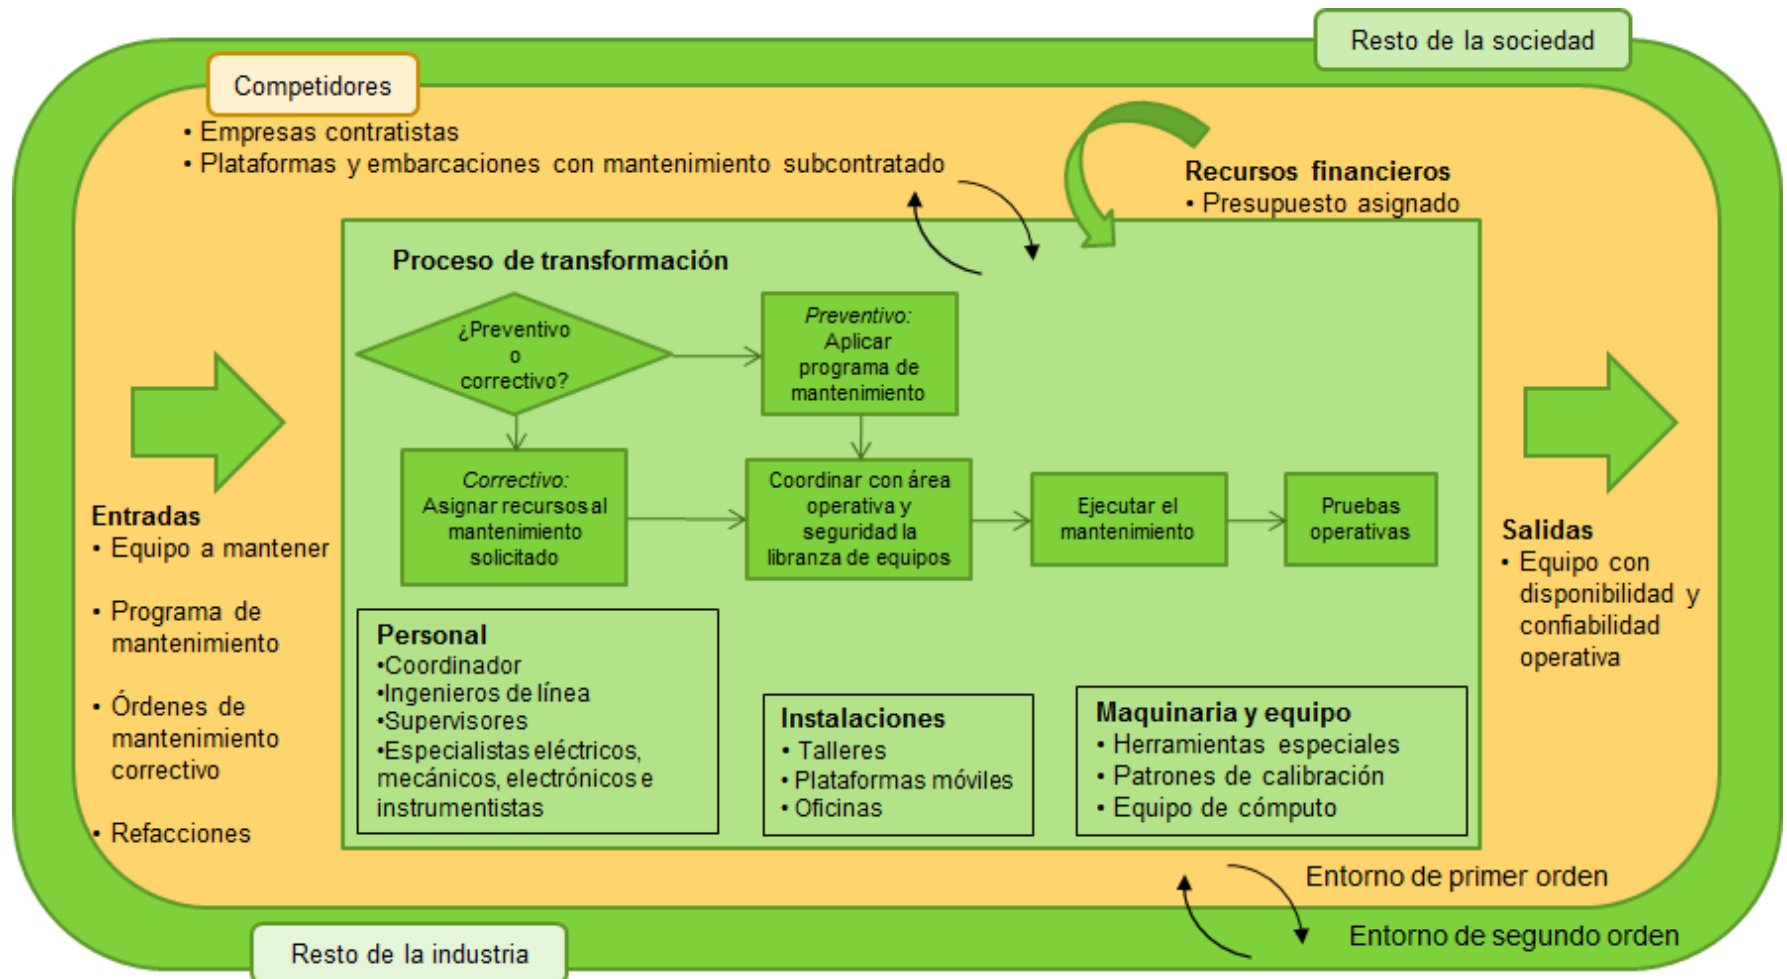 Resto de la sociedad
Competidores
• Empresas contratistas
• Plataformas y embarcaciones con mantenimiento subcontratado
Recursos financieros
• Presupuesto asignado
Proceso de transformación
¿Preventivo
o
correctivo?
Preventivo:
Aplicar
programa de
mantenimiento
Correctivo:
Asignar recursos al
mantenimiento
solicitado
Coordinar con área
operativa y
seguridad la
libranza de equipos
Ejecutar el
mantenimiento
Pruebas
operativas
Entradas
• Equipo a mantener
• Programa de
mantenimiento
• Órdenes de
mantenimiento
correctivo
• Refacciones
Personal
•Coordinador
•Ingenieros de línea
•Supervisores
•Especialistas eléctricos,
mecánicos, electrónicos e
instrumentistas
Instalaciones
• Talleres
• Plataformas móviles
• Oficinas
Maquinaria y equipo
• Herramientas especiales
• Patrones de calibración
• Equipo de cómputo
Salidas
• Equipo con
disponibilidad y
confiabilidad
operativa
Entorno de primer orden
Entorno de segundo orden
Resto de la industria